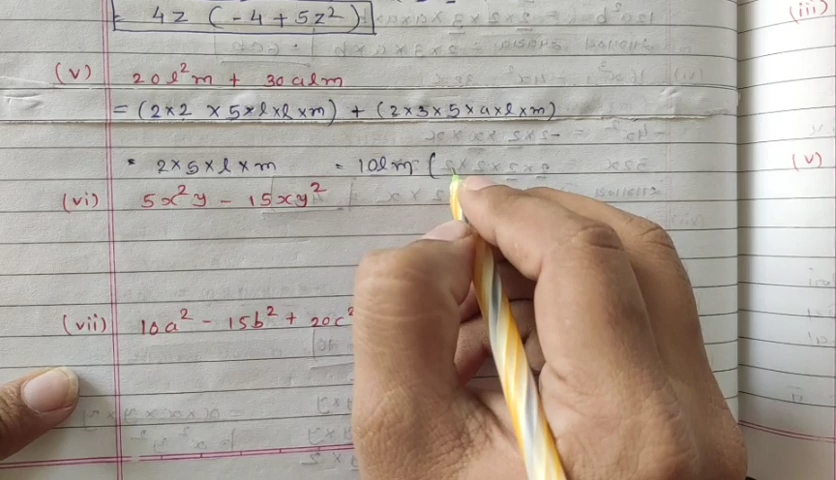 = 4z (-4 + 5z²)
(iii)
(v) 20l²m + 30alm
= (2×2 ×5×l×l×m) + (2×3×5×a×l×m)
= 2×5×l×m = 10lm (
(v)
(vi) 5x²y - 15xy²
(vii) 10a² - 15b² + 20c²